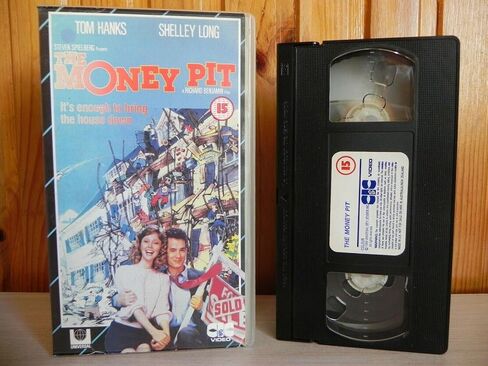 TOM HANKS SHELLEY LONG
STEVEN SPIELBERG Presents
THE
MONEY PIT
A RICHARD BENJAMIN Film
15
It's enough to bring
the house down
SOLD
UNIVERSAL
CIC
VIDEO
15
CIC
VIDEO
THE MONEY PIT